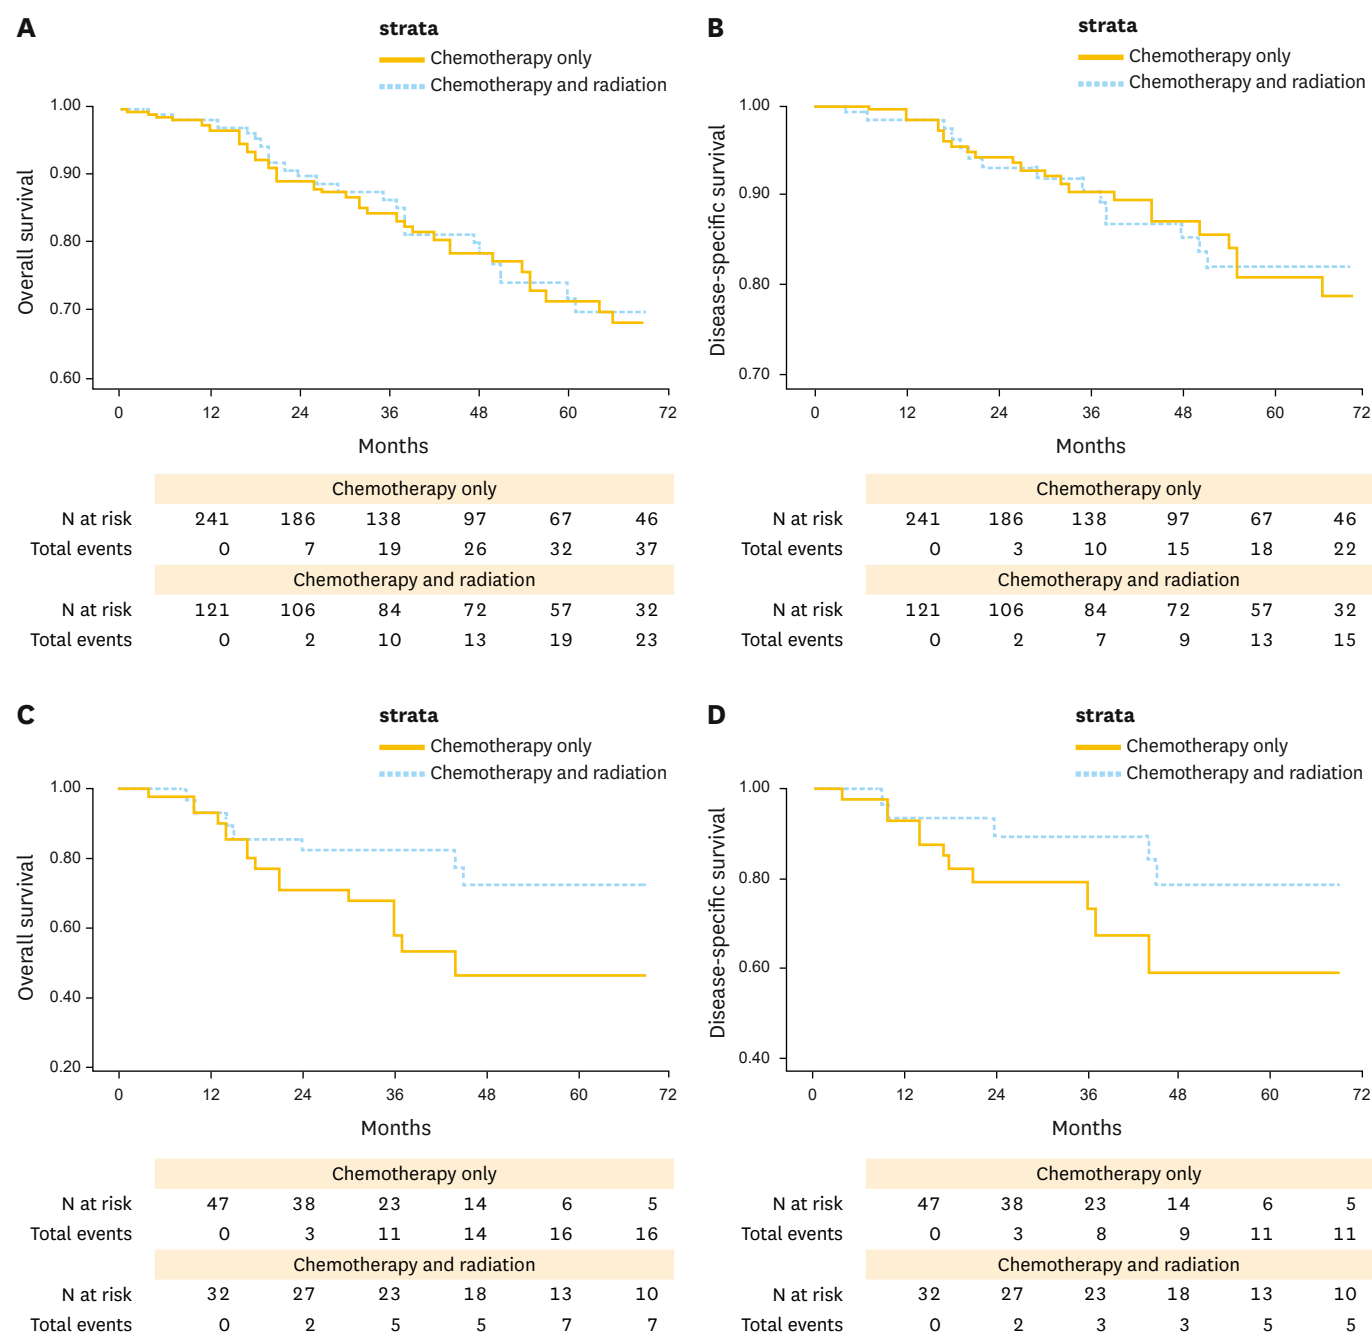 A
strata
Chemotherapy only
Chemotherapy and radiation
Overall survival
1.00
0.90
0.80
0.70
0.60
0 12 24 36 48 60 72
Months
Chemotherapy only
N at risk 241 186 138 97 67 46
Total events 0 7 19 26 32 37
Chemotherapy and radiation
N at risk 121 106 84 72 57 32
Total events 0 2 10 13 19 23
B
strata
Chemotherapy only
Chemotherapy and radiation
Disease-specific survival
1.00
0.90
0.80
0.70
0 12 24 36 48 60 72
Months
Chemotherapy only
N at risk 241 186 138 97 67 46
Total events 0 3 10 15 18 22
Chemotherapy and radiation
N at risk 121 106 84 72 57 32
Total events 0 2 7 9 13 15
C
strata
Chemotherapy only
Chemotherapy and radiation
Overall survival
1.00
0.80
0.60
0.40
0.20
0 12 24 36 48 60 72
Months
Chemotherapy only
N at risk 47 38 23 14 6 5
Total events 0 3 11 14 16 16
Chemotherapy and radiation
N at risk 32 27 23 18 13 10
Total events 0 2 5 5 7 7
D
strata
Chemotherapy only
Chemotherapy and radiation
Disease-specific survival
1.00
0.80
0.60
0.40
0 12 24 36 48 60 72
Months
Chemotherapy only
N at risk 47 38 23 14 6 5
Total events 0 3 8 9 11 11
Chemotherapy and radiation
N at risk 32 27 23 18 13 10
Total events 0 2 3 3 5 5